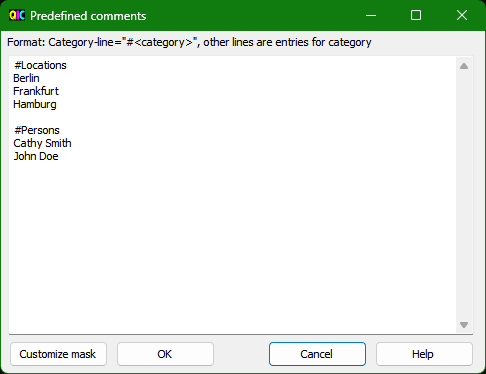 QIC Predefined comments
Format: Category-line="#<category>", other lines are entries for category
#Locations
Berlin
Frankfurt
Hamburg
#Persons
Cathy Smith
John Doe
Customize mask OK Cancel Help